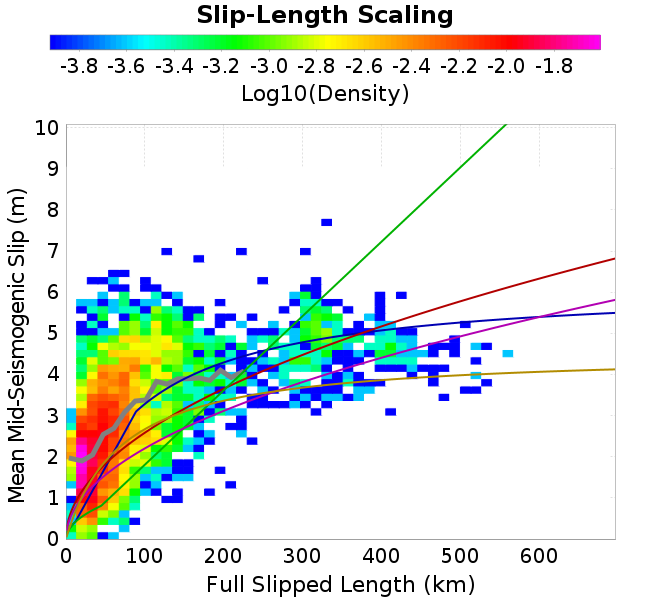 Slip-Length Scaling
-3.8 -3.6 -3.4 -3.2 -3.0 -2.8 -2.6 -2.4 -2.2 -2.0 -1.8
Log10(Density)
Mean Mid-Seismogenic Slip (m)
10
9
8
7
6
5
4
3
2
1
0
0 100 200 300 400 500 600
Full Slipped Length (km)